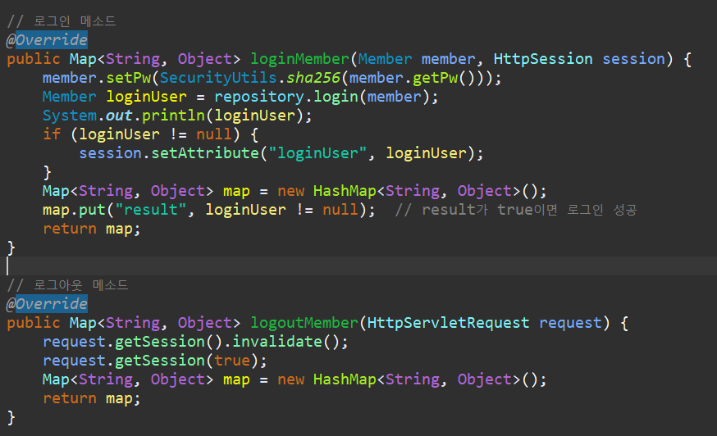 // 로그인 메소드
@Override
public Map<String, Object> loginMember(Member member, HttpSession session) {
    member.setPw(SecurityUtils.sha256(member.getPw()));
    Member loginUser = repository.login(member);
    System.out.println(loginUser);
    if (loginUser != null) {
        session.setAttribute("loginUser", loginUser);
    }
    Map<String, Object> map = new HashMap<String, Object>();
    map.put("result", loginUser != null);  // result가 true이면 로그인 성공
    return map;
}
// 로그아웃 메소드
@Override
public Map<String, Object> logoutMember(HttpServletRequest request) {
    request.getSession().invalidate();
    request.getSession(true);
    Map<String, Object> map = new HashMap<String, Object>();
    return map;
}